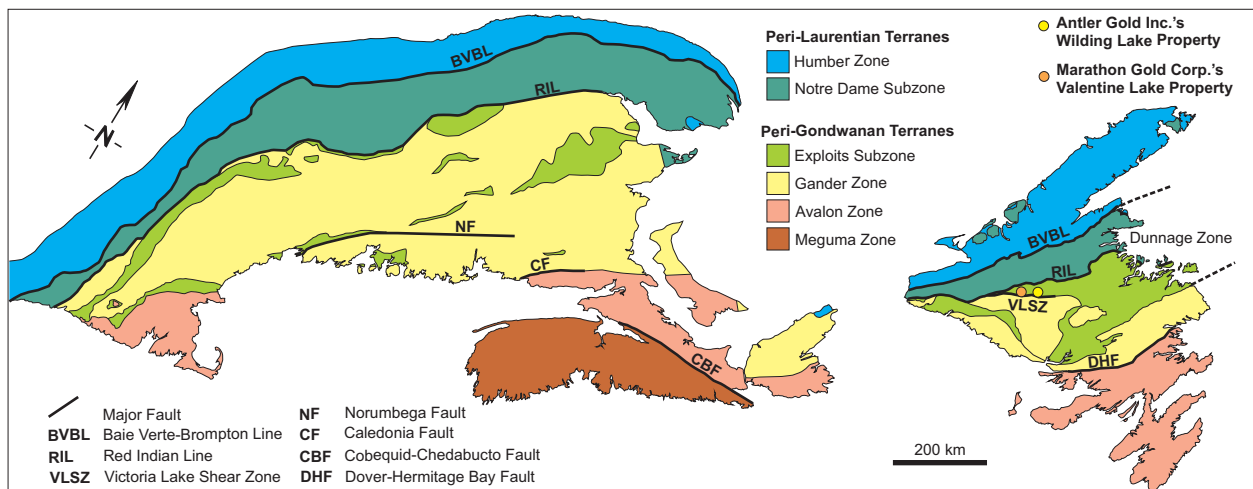 BVBL
RIL
N
NF
CF
CBF
Peri-Laurentian Terranes
Humber Zone
Notre Dame Subzone
Peri-Gondwanan Terranes
Exploits Subzone
Gander Zone
Avalon Zone
Meguma Zone
Antler Gold Inc.'s
Wilding Lake Property
Marathon Gold Corp.'s
Valentine Lake Property
BVBL
Dunnage Zone
RIL
VLSZ
DHF
200 km
Major Fault
BVBL Baie Verte-Brompton Line
RIL Red Indian Line
VLSZ Victoria Lake Shear Zone
NF Norumbega Fault
CF Caledonia Fault
CBF Cobequid-Chedabucto Fault
DHF Dover-Hermitage Bay Fault